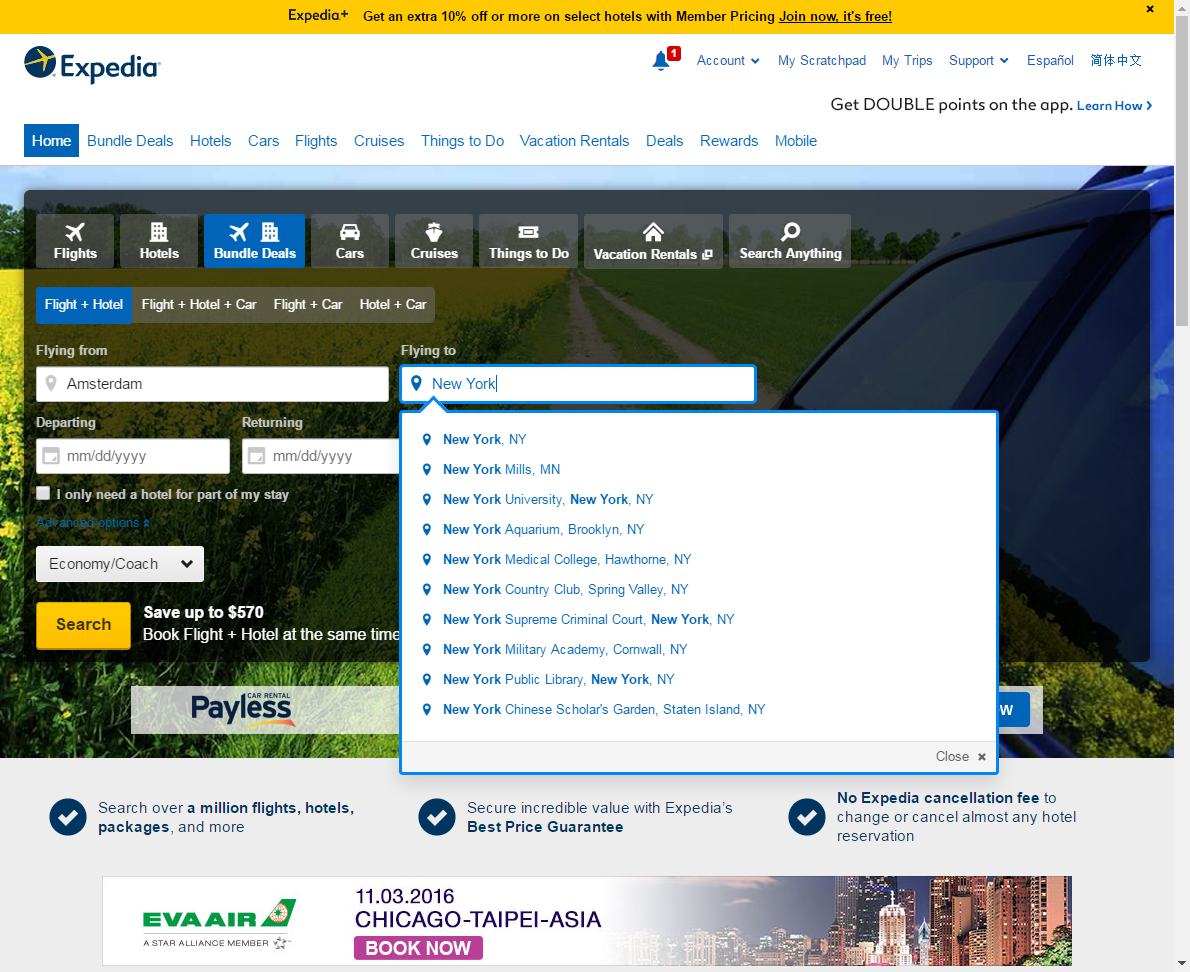 Expedia+ Get an extra 10% off or more on select hotels with Member Pricing Join now, it's free!
Expedia
1
Account My Scratchpad My Trips Support Español 简体中文
Get DOUBLE points on the app. Learn How
Home Bundle Deals Hotels Cars Flights Cruises Things to Do Vacation Rentals Deals Rewards Mobile
Flights Hotels Bundle Deals Cars Cruises Things to Do Vacation Rentals Search Anything
Flight + Hotel Flight + Hotel + Car Flight + Car Hotel + Car
Flying from Flying to
Amsterdam New York
Departing Returning
mm/dd/yyyy mm/dd/yyyy
I only need a hotel for part of my stay
Advanced options
Economy/Coach
Search
Save up to $570
Book Flight + Hotel at the same time
New York, NY
New York Mills, MN
New York University, New York, NY
New York Aquarium, Brooklyn, NY
New York Medical College, Hawthorne, NY
New York Country Club, Spring Valley, NY
New York Supreme Criminal Court, New York, NY
New York Military Academy, Cornwall, NY
New York Public Library, New York, NY
New York Chinese Scholar's Garden, Staten Island, NY
Close
CAR RENTAL
Payless
W
Search over a million flights, hotels,
packages, and more
Secure incredible value with Expedia's
Best Price Guarantee
No Expedia cancellation fee to
change or cancel almost any hotel
reservation
EVA AIR
A STAR ALLIANCE MEMBER
11.03.2016
CHICAGO-TAIPEI-ASIA
BOOK NOW